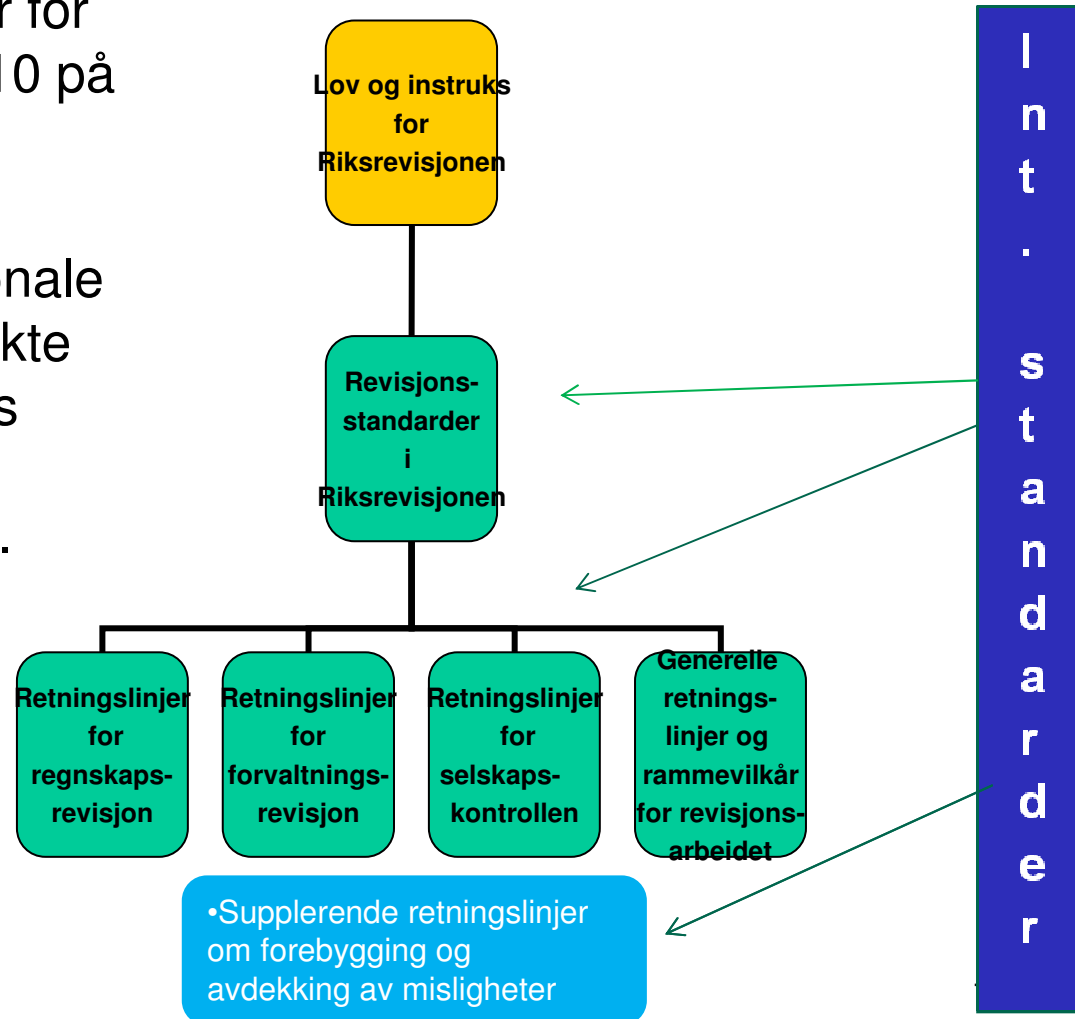 r for
10 på
onale
kte
s
.
Lov og instruks
for
Riksrevisjonen
Revisjons-
standarder
i
Riksrevisjonen
Retningslinjer
for
regnskaps-
revisjon
Retningslinjer
for
forvaltnings-
revisjon
Retningslinjer
for
selskaps-
kontrollen
Generelle
retnings-
linjer og
rammevilkår
for revisjons-
arbeidet
•Supplerende retningslinjer
om forebygging og
avdekking av misligheter
I
n
t
.
s
t
a
n
d
a
r
d
e
r